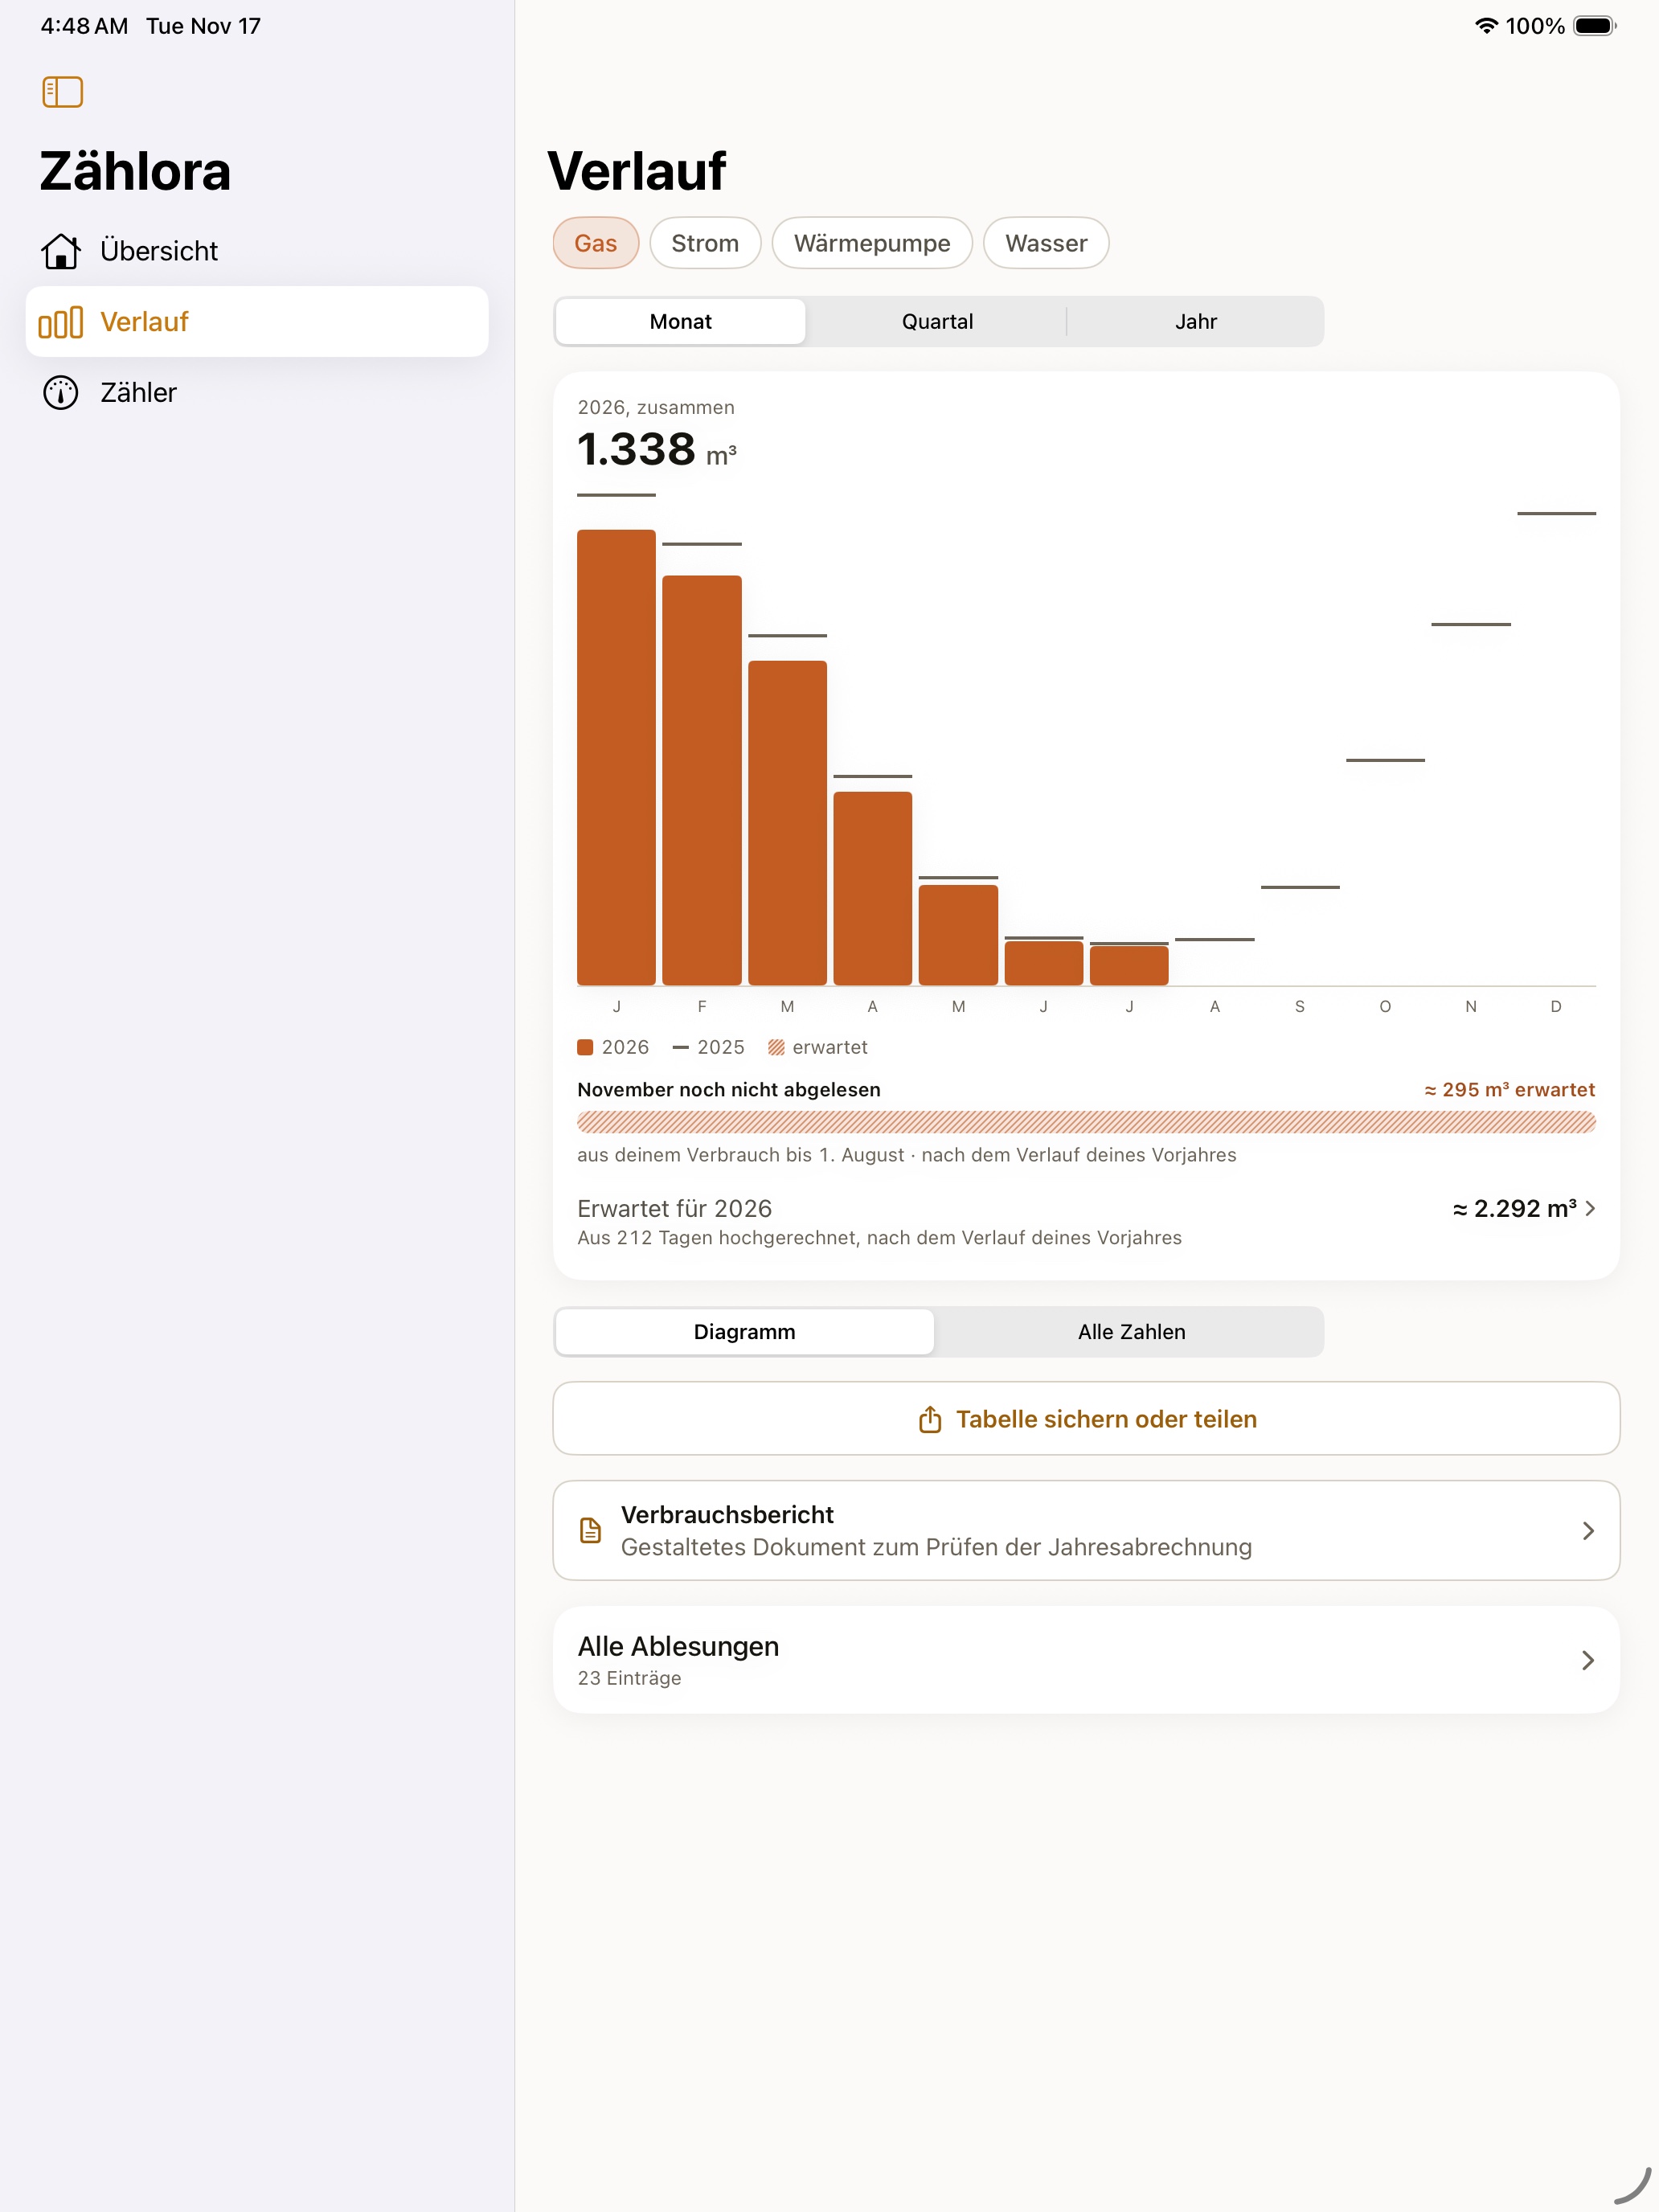 4:48 AM Tue Nov 17
100%
Zählora
Übersicht
Verlauf
Zähler
Verlauf
Gas Strom Wärmepumpe Wasser
Monat Quartal Jahr
2026, zusammen
1.338 m³
J F M A M J J A S O N D
2026 2025 erwartet
November noch nicht abgelesen ≈ 295 m³ erwartet
aus deinem Verbrauch bis 1. August · nach dem Verlauf deines Vorjahres
Erwartet für 2026 ≈ 2.292 m³
Aus 212 Tagen hochgerechnet, nach dem Verlauf deines Vorjahres
Diagramm Alle Zahlen
Tabelle sichern oder teilen
Verbrauchsbericht
Gestaltetes Dokument zum Prüfen der Jahresabrechnung
Alle Ablesungen
23 Einträge